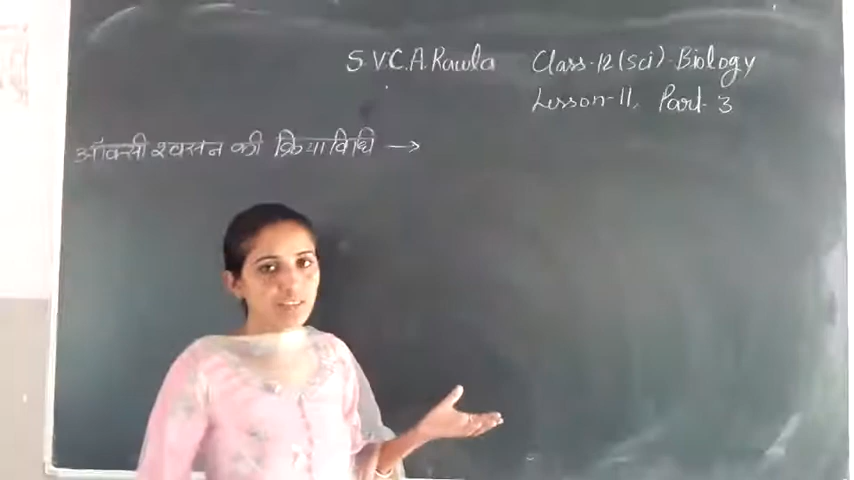 S.V.C.A. Rawla Class-12 (Sci) Biology
Lesson-11, Part-3
ऑक्सी श्वसन की क्रियाविधि →